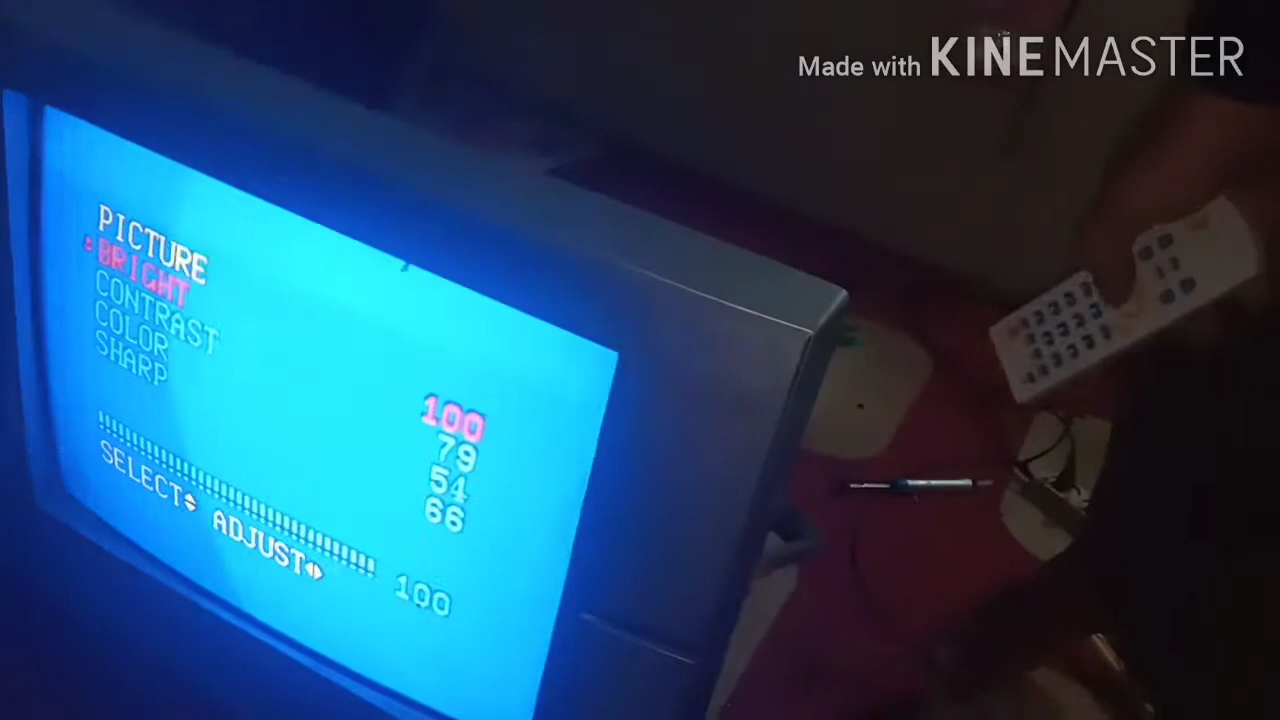 Made with KINEMASTER
PICTURE
BRIGHT 100
CONTRAST 79
COLOR 54
SHARP 66
100
SELECT ADJUST